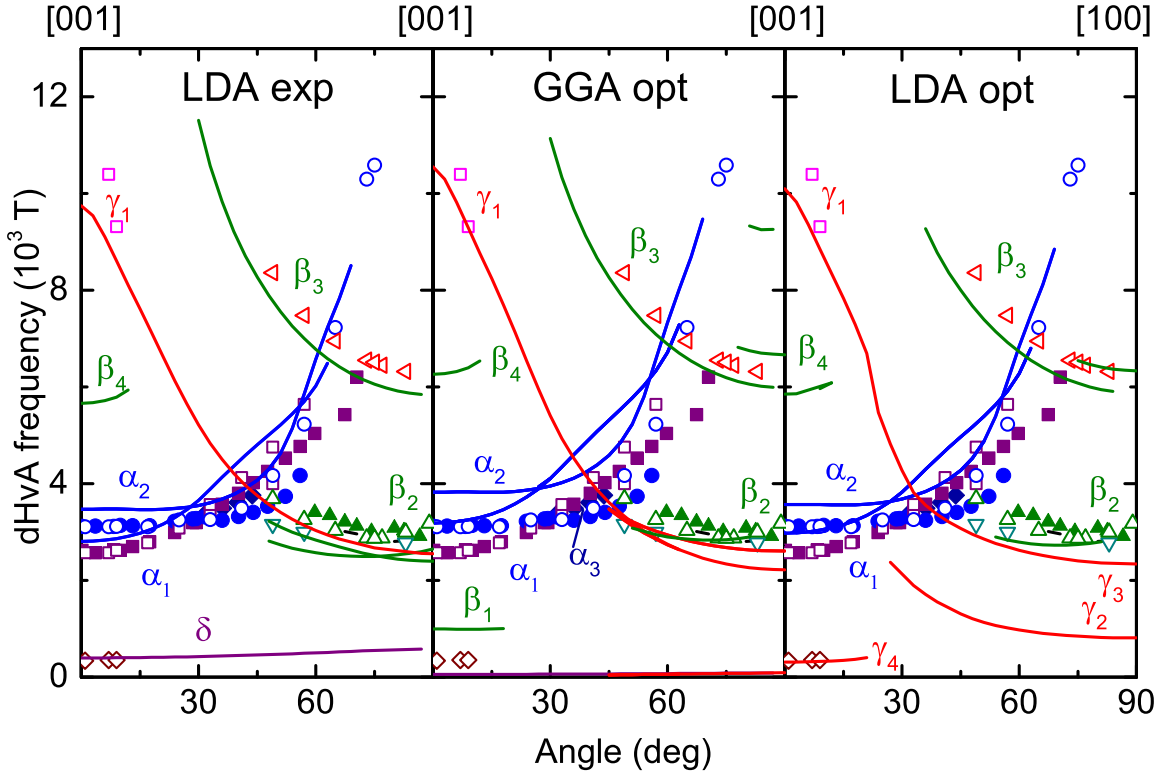 [001] [001] [001] [100]
LDA exp GGA opt LDA opt
12
8
4
0
dHvA frequency (10³ T)
γ₁ β₃ β₄ α₂ α₁ β₂ δ
γ₁ β₃ β₄ α₂ β₂ α₃ α₁ β₁
γ₁ β₃ β₄ α₂ β₂ α₁ γ₃ γ₂ γ₄
30 60 30 60 30 60 90
Angle (deg)